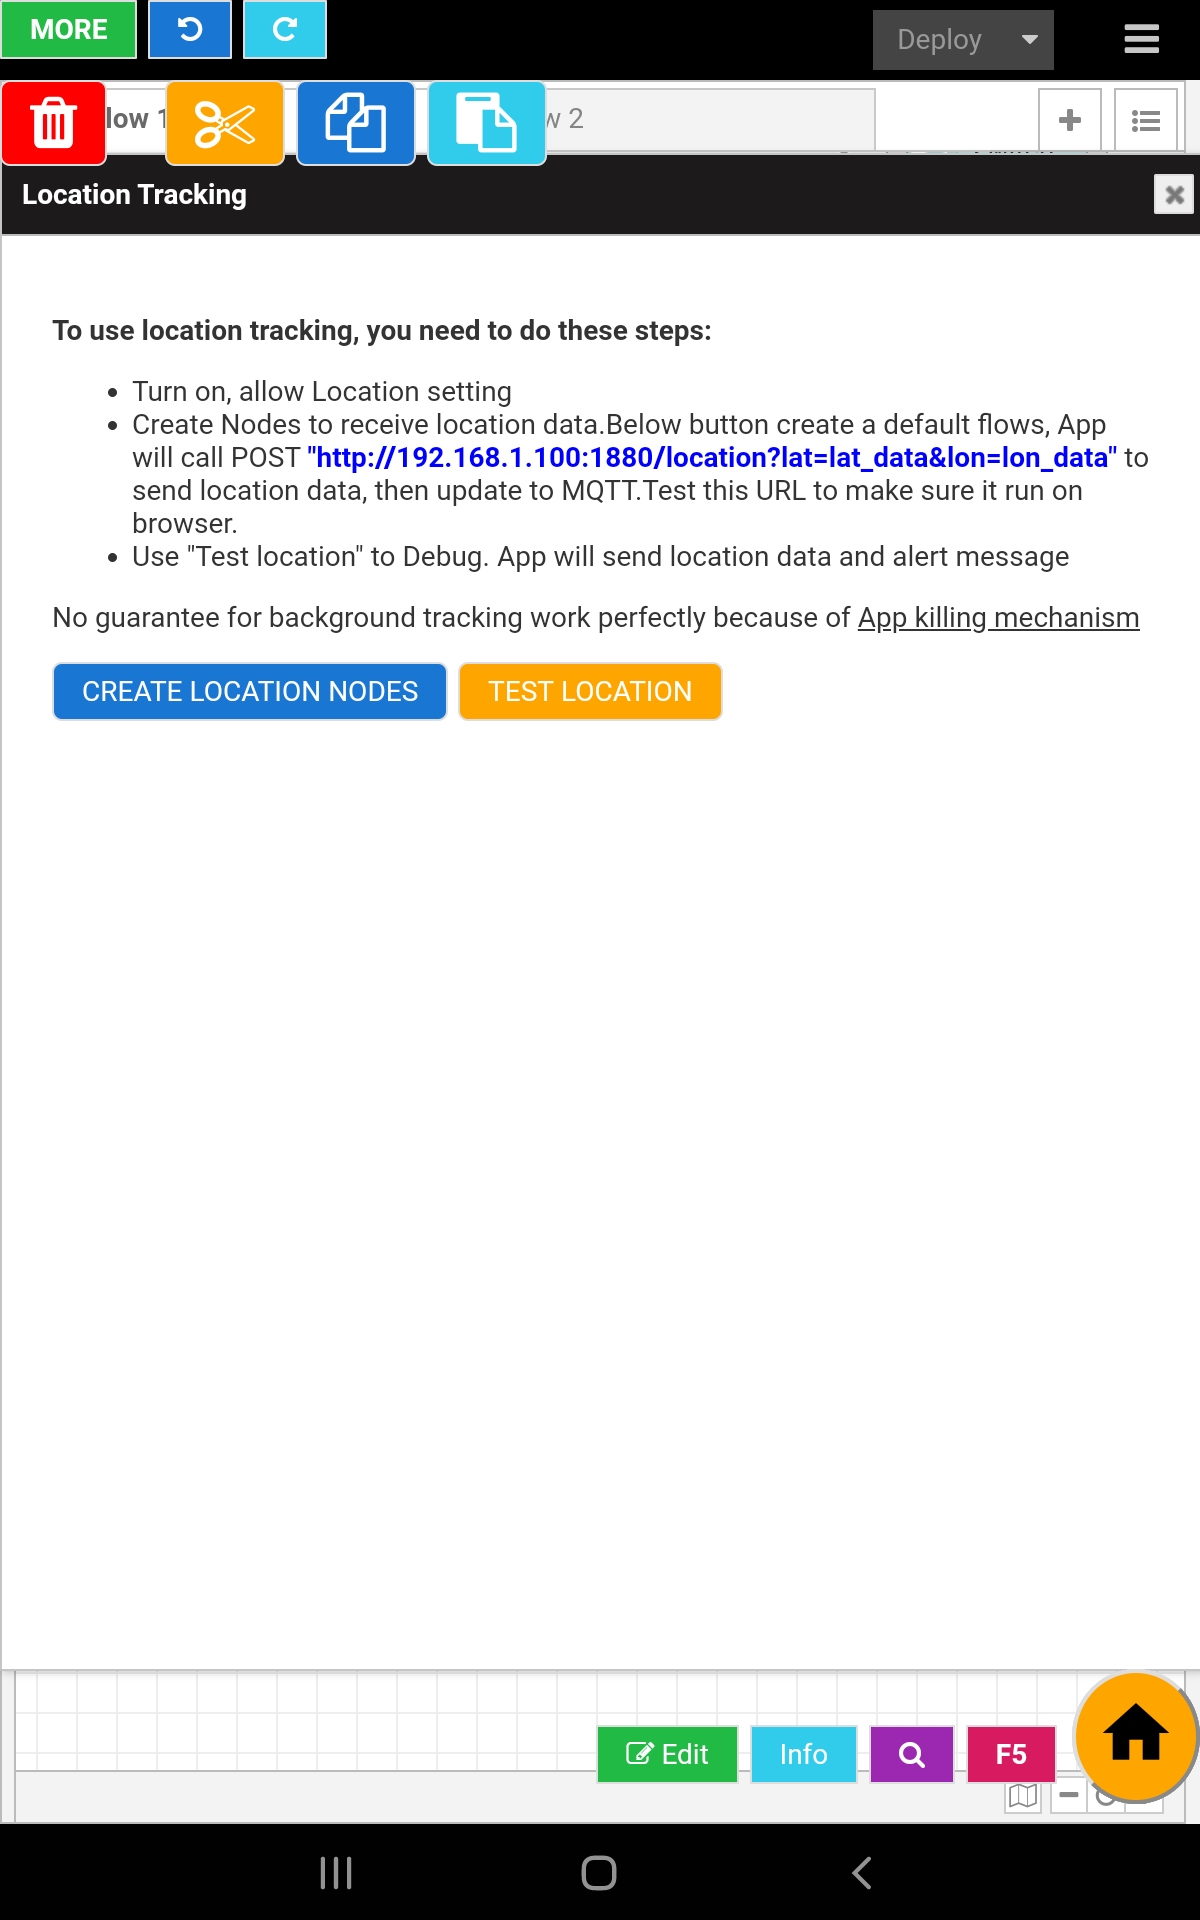 MORE
Deploy
low 1
w 2
Location Tracking
To use location tracking, you need to do these steps:
• Turn on, allow Location setting
• Create Nodes to receive location data.Below button create a default flows, App
will call POST "http://192.168.1.100:1880/location?lat=lat_data&lon=lon_data" to
send location data, then update to MQTT.Test this URL to make sure it run on
browser.
• Use "Test location" to Debug. App will send location data and alert message
No guarantee for background tracking work perfectly because of App killing mechanism
CREATE LOCATION NODES
TEST LOCATION
Edit
Info
F5